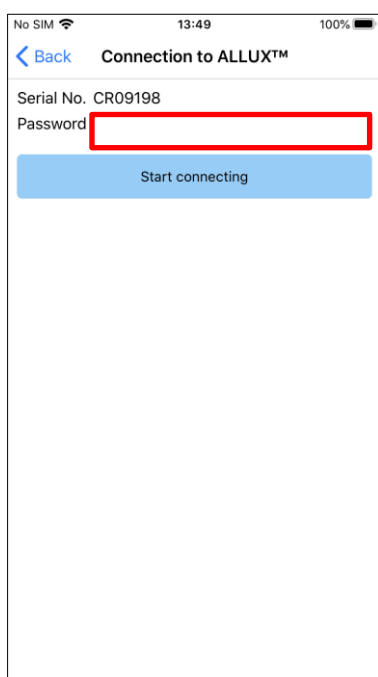 No SIM 13:49 100%
Back Connection to ALLUX™
Serial No. CR09198
Password
Start connecting